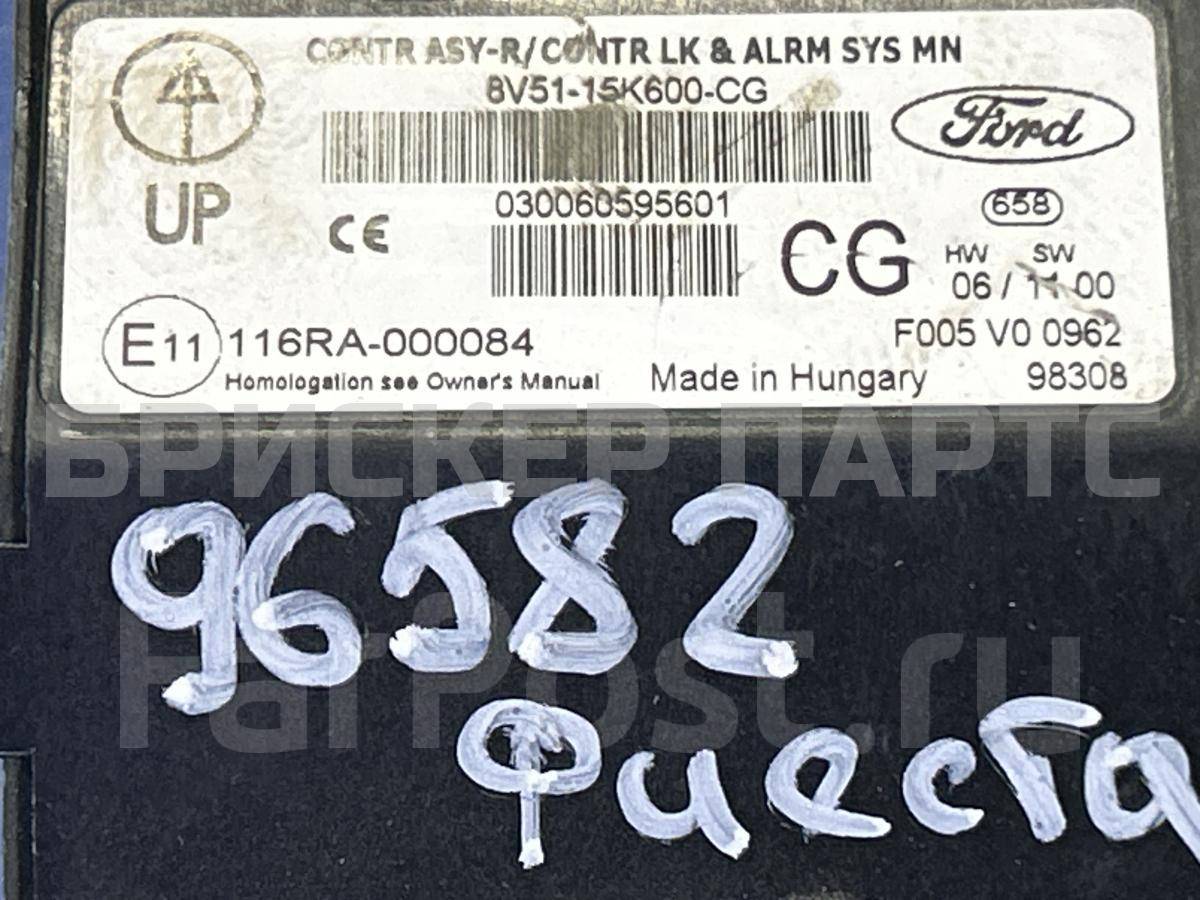 CONTR ASY-R/CONTR LK & ALRM SYS MN
8V51-15K600-CG
Ford
UP
CE
030060595601
CG
658
HW SW
06 / 11 00
E11
116RA-000084
F005 V0 0962
Homologation see Owner's Manual
Made in Hungary
98308
БРИСКЕР ПАРТС
96582
FarPost.ru
Фиеста